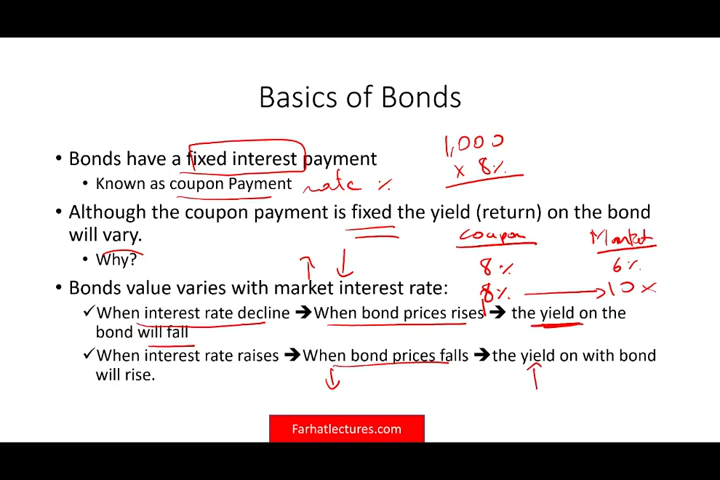 Basics of Bonds
• Bonds have a fixed interest payment
1,000
x 8%
• Known as coupon Payment rate %
• Although the coupon payment is fixed the yield (return) on the bond
will vary.
Coupon Market
• Why?
8% 6%
• Bonds value varies with market interest rate:
8% 10%
✓When interest rate decline ➔When bond prices rises➔ the yield on the
bond will fall
✓When interest rate raises ➔When bond prices falls ➔the yield on with bond
will rise.
Farhatlectures.com